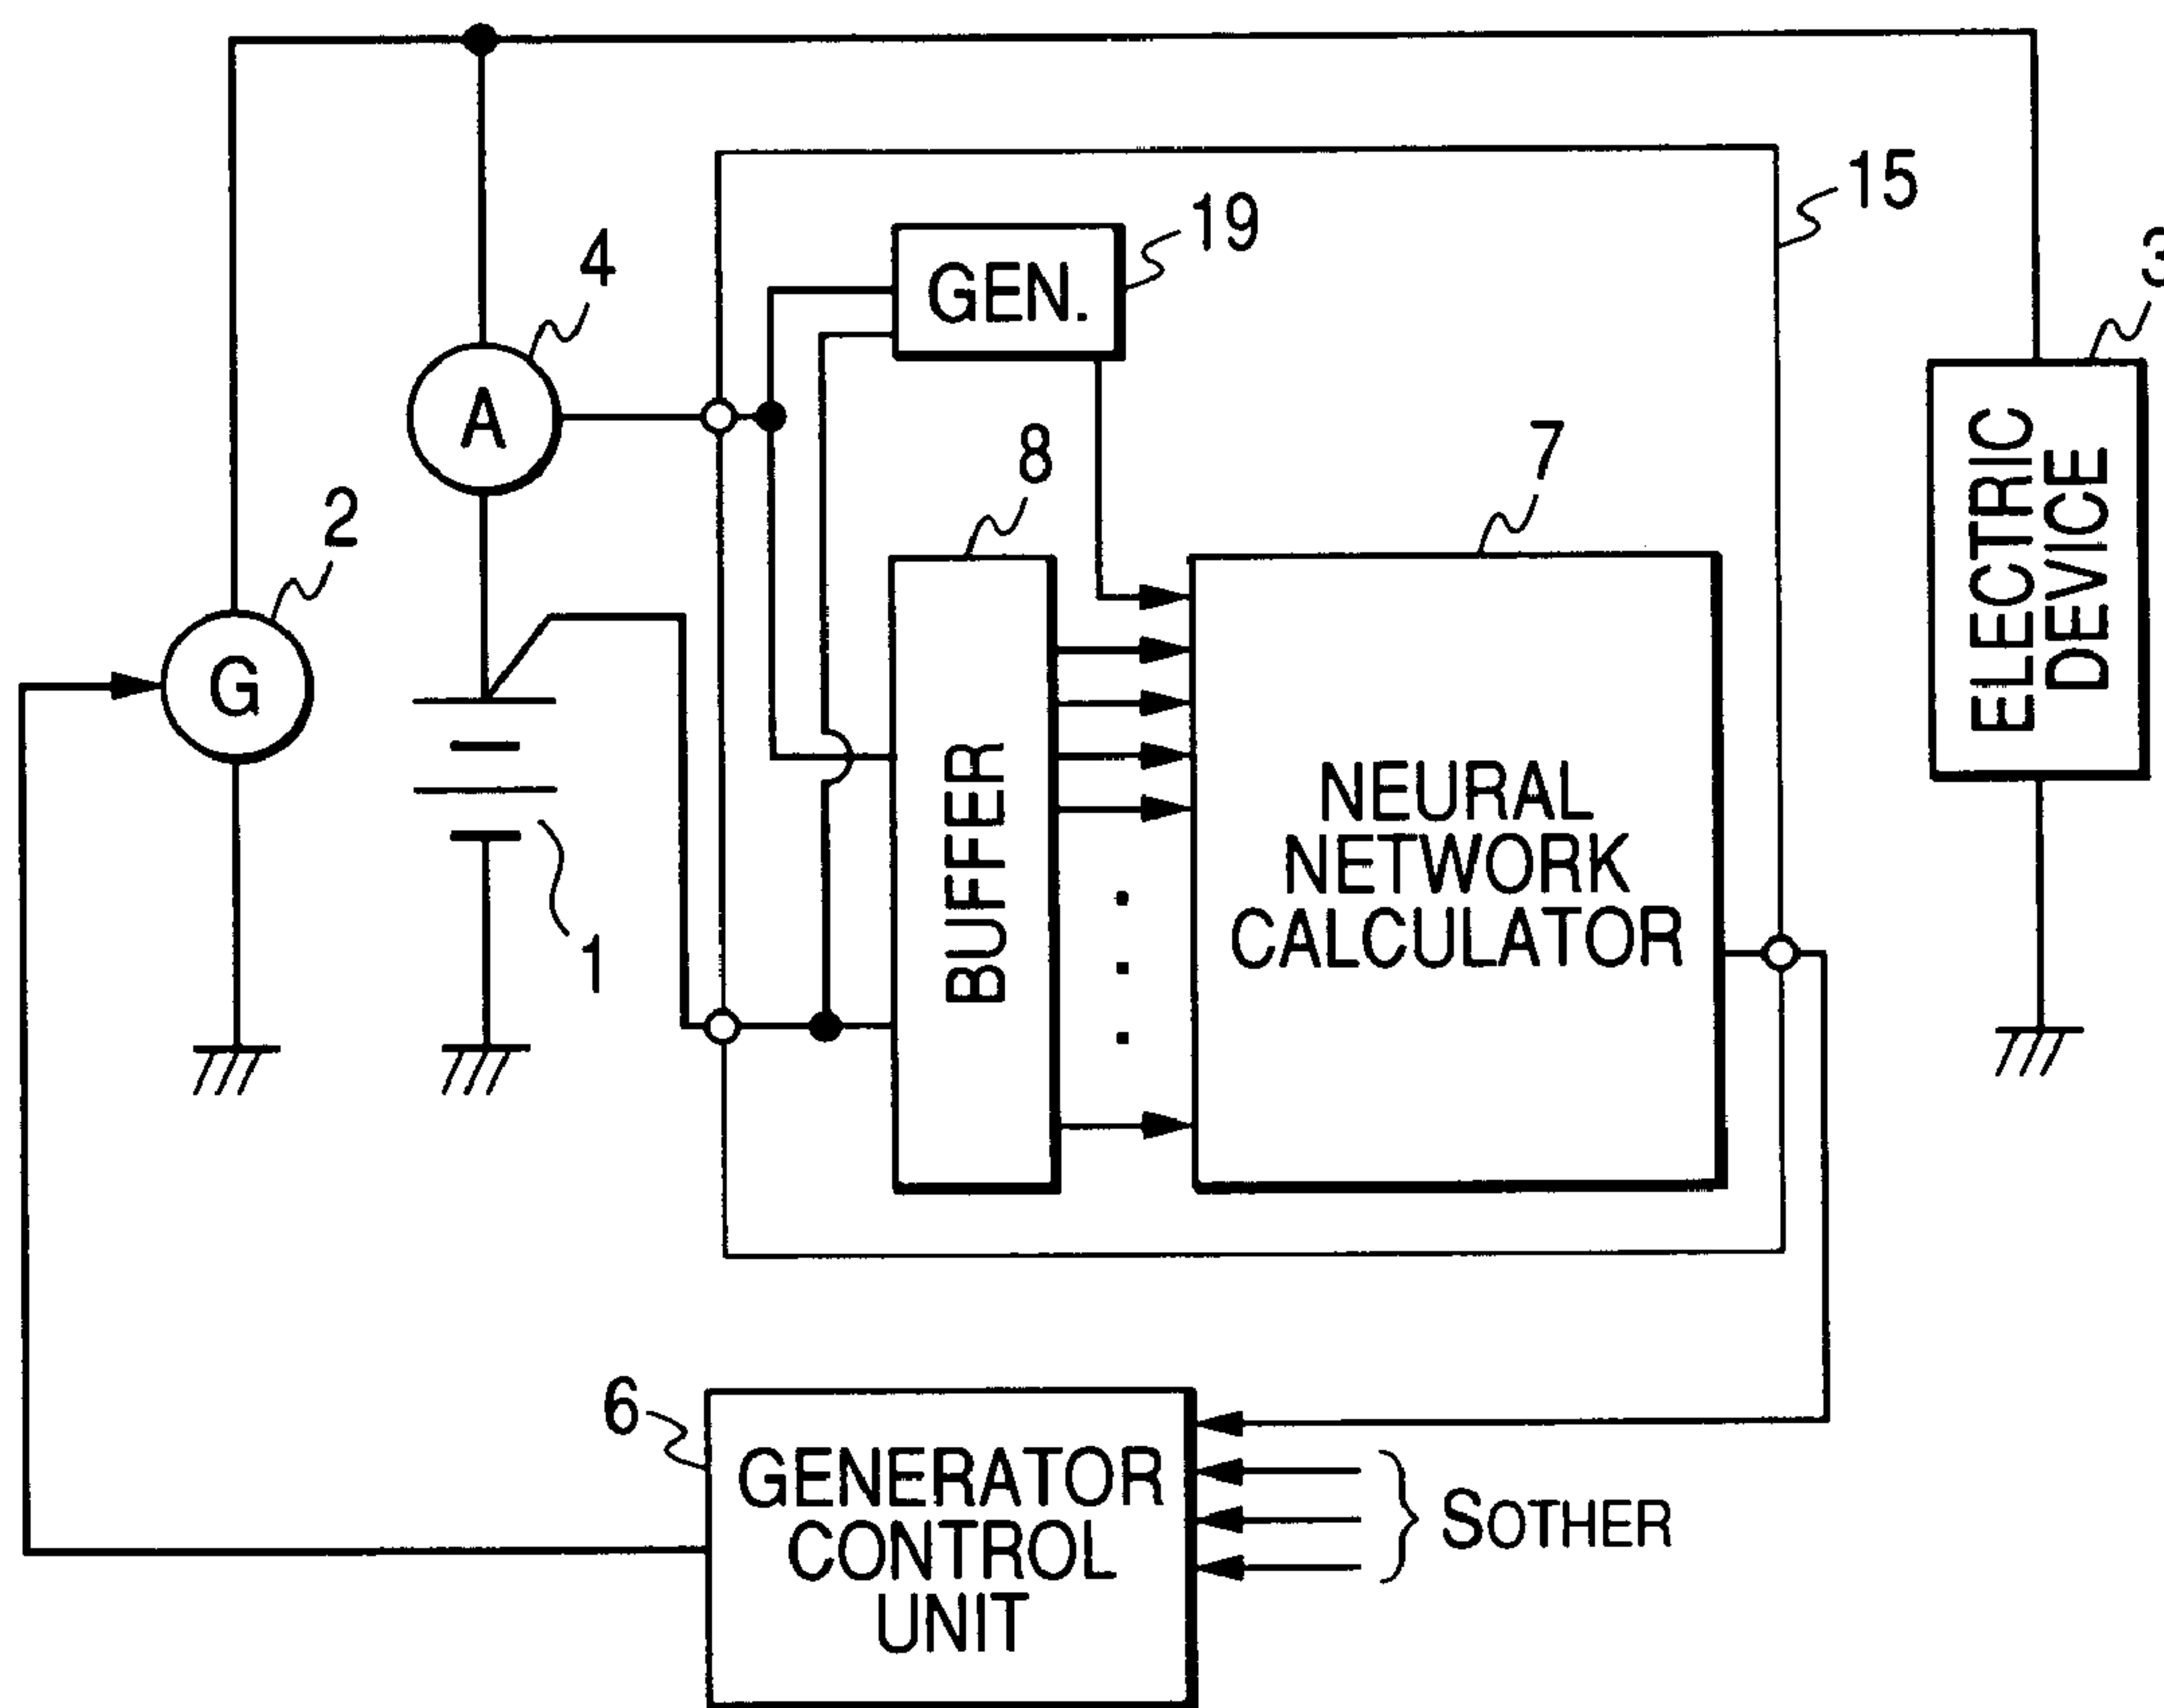 15
19
3
4
GEN.
A
8
7
2
ELECTRIC
DEVICE
G
BUFFER
NEURAL
NETWORK
CALCULATOR
1
6
GENERATOR
CONTROL
UNIT
SOTHER